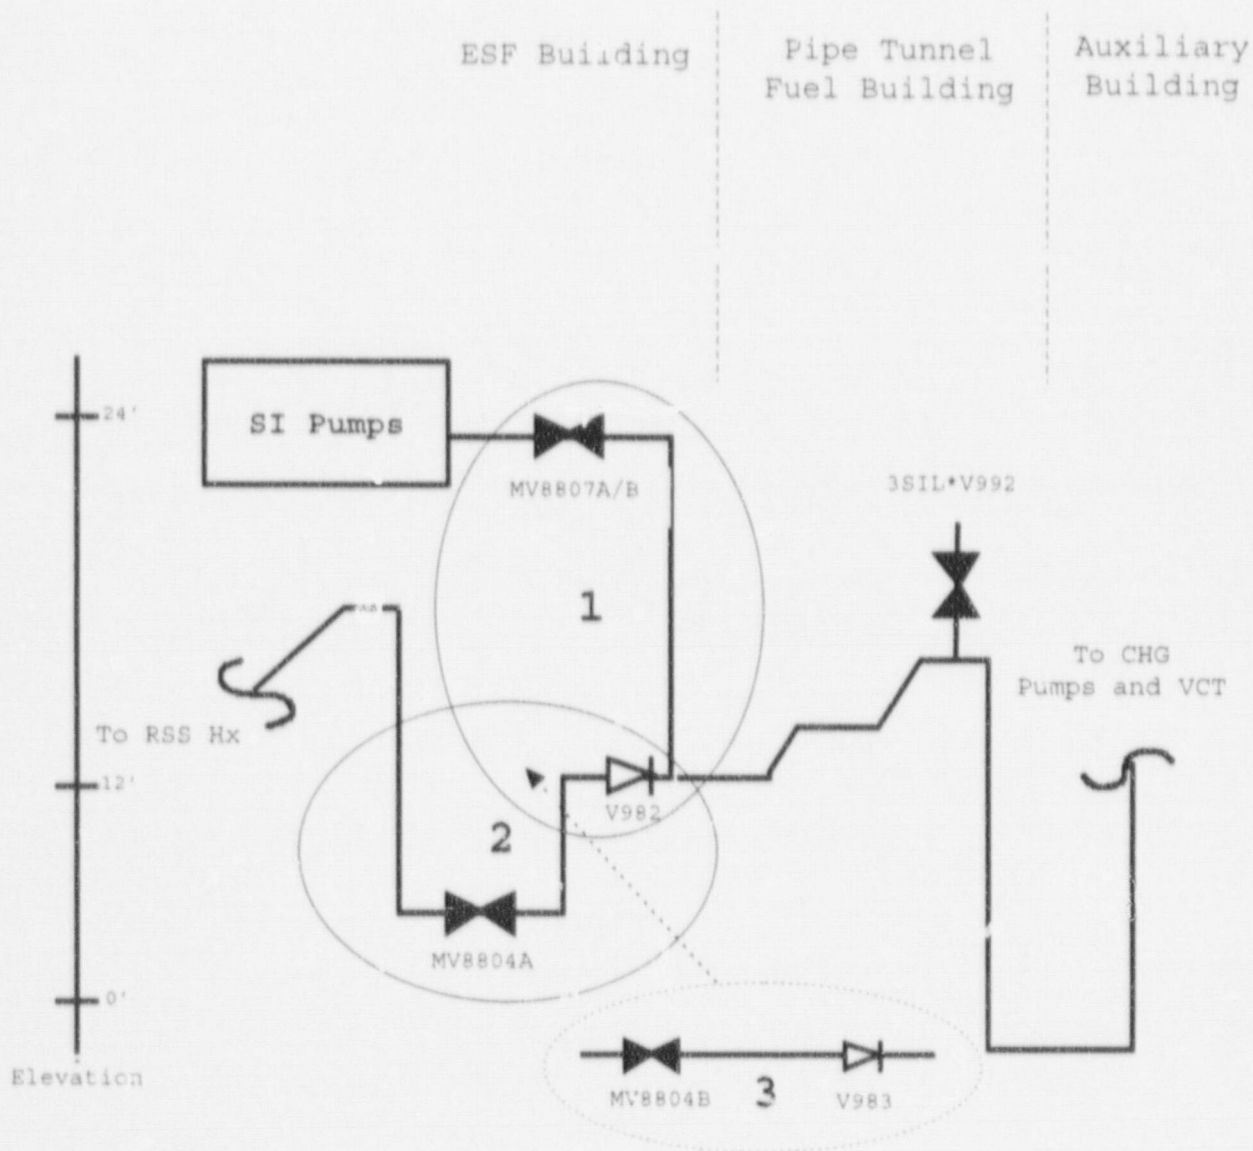 ESF Building
Pipe Tunnel
Fuel Building
Auxiliary
Building
24'
SI Pumps
MV8807A/B
3SIL*V992
1
To CHG
Pumps and VCT
To RSS Hx
12'
V982
2
MV8804A
0'
Elevation
MV8804B
3
V983